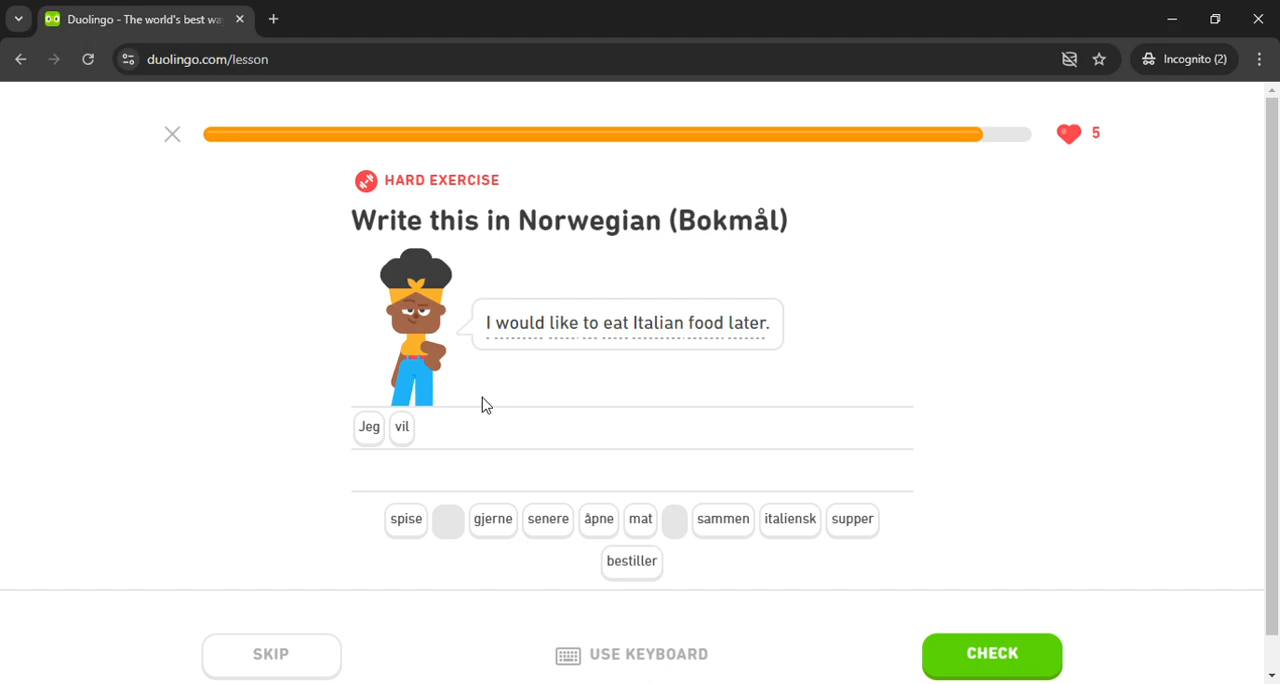 Duolingo - The world's best wa
duolingo.com/lesson
Incognito (2)
5
HARD EXERCISE
Write this in Norwegian (Bokmål)
I would like to eat Italian food later.
Jeg vil
spise gjerne senere åpne mat sammen italiensk supper
bestiller
SKIP USE KEYBOARD CHECK